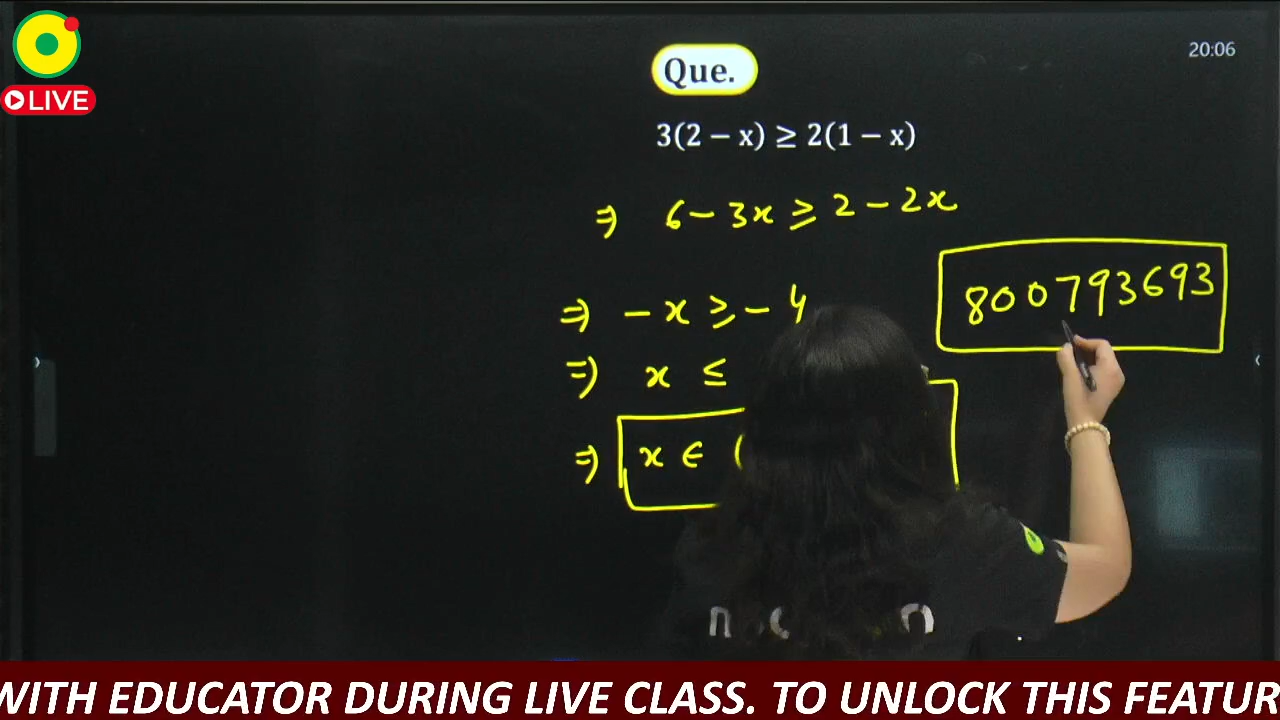 LIVE
20:06
Que.
3(2 − x) ≥ 2(1 − x)
⇒ 6 − 3x ≥ 2 − 2x
800793693
⇒ −x ≥ −4
⇒ x ≤
⇒ x ∈ (
WITH EDUCATOR DURING LIVE CLASS. TO UNLOCK THIS FEATUR